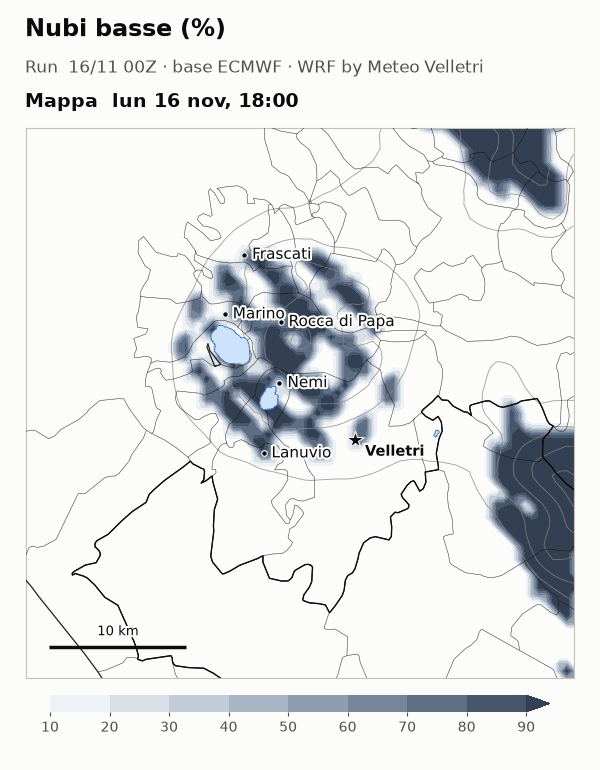 Nubi basse (%)
Run  16/11 00Z · base ECMWF · WRF by Meteo Velletri
Mappa  lun 16 nov, 18:00
Frascati
Marino
Rocca di Papa
Nemi
Velletri
Lanuvio
10 km
10 20 30 40 50 60 70 80 90